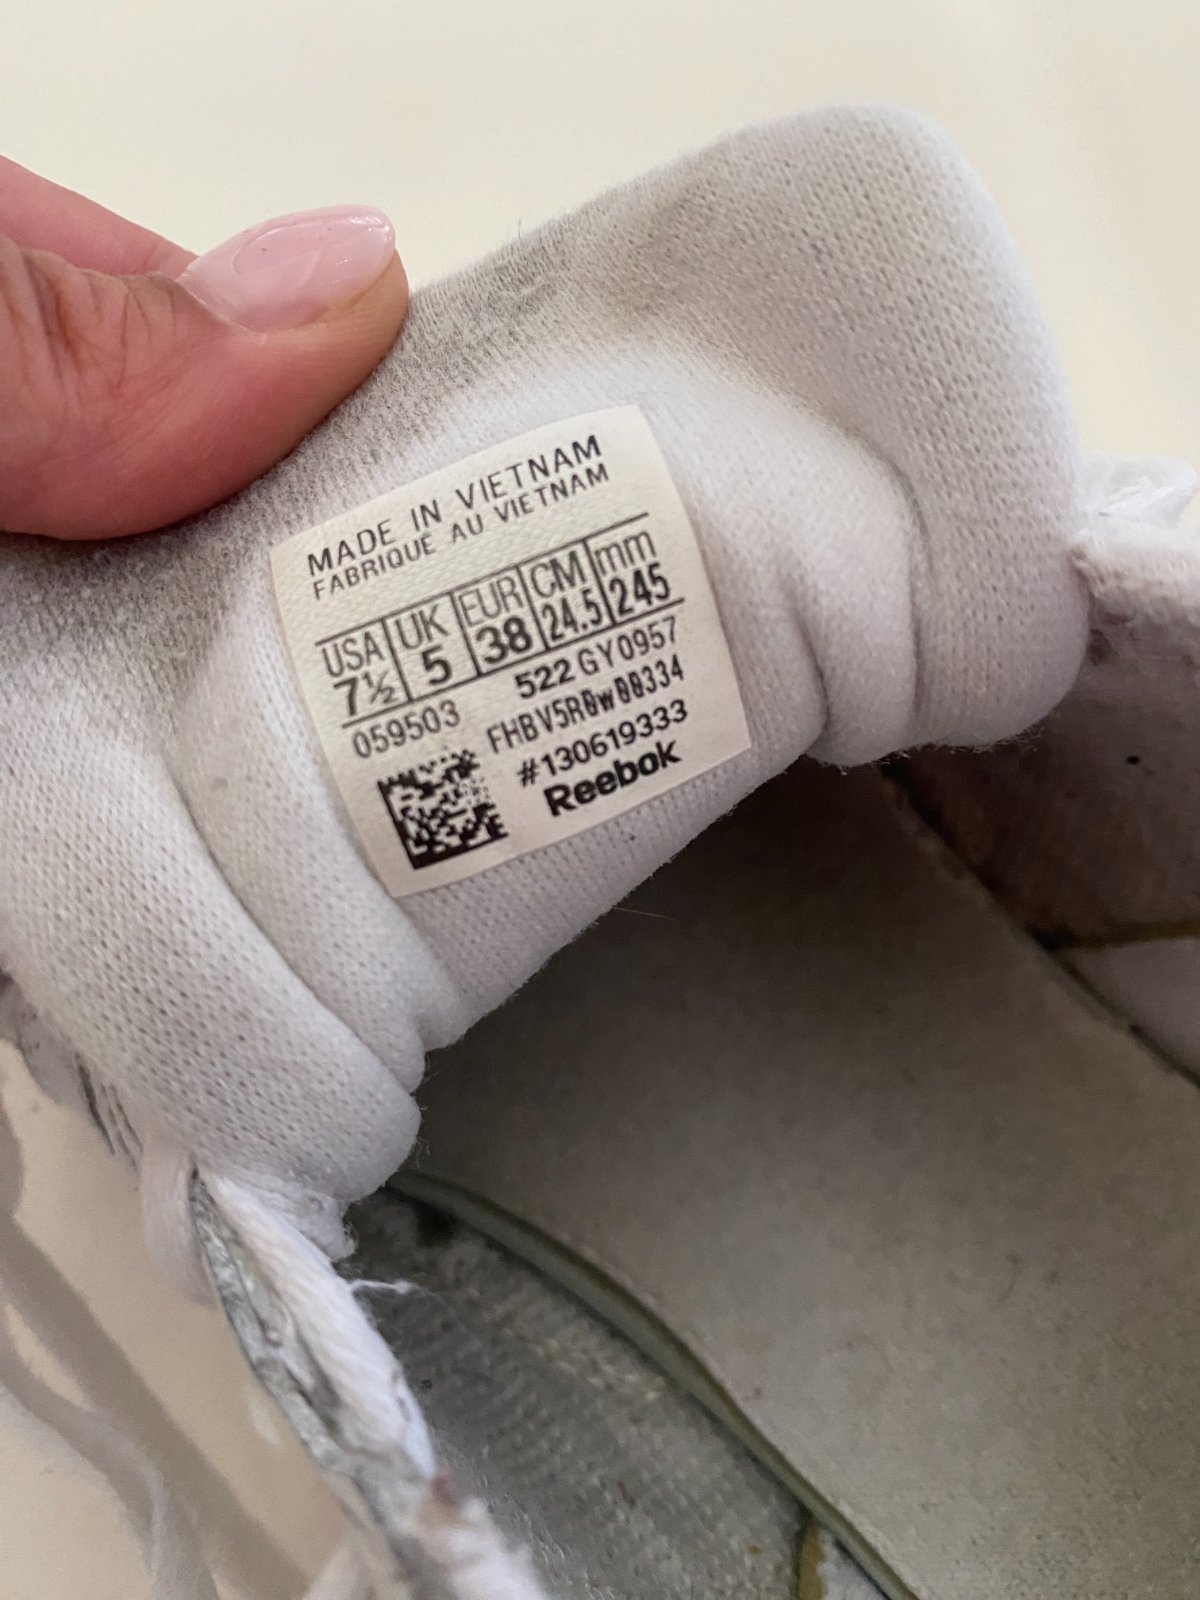 MADE IN VIETNAM
FABRIQUE AU VIETNAM
USA UK EUR CM mm
7½ 5 38 24.5 245
059503 522 GY0957
FHBV5R0w00334
#130619333
Reebok